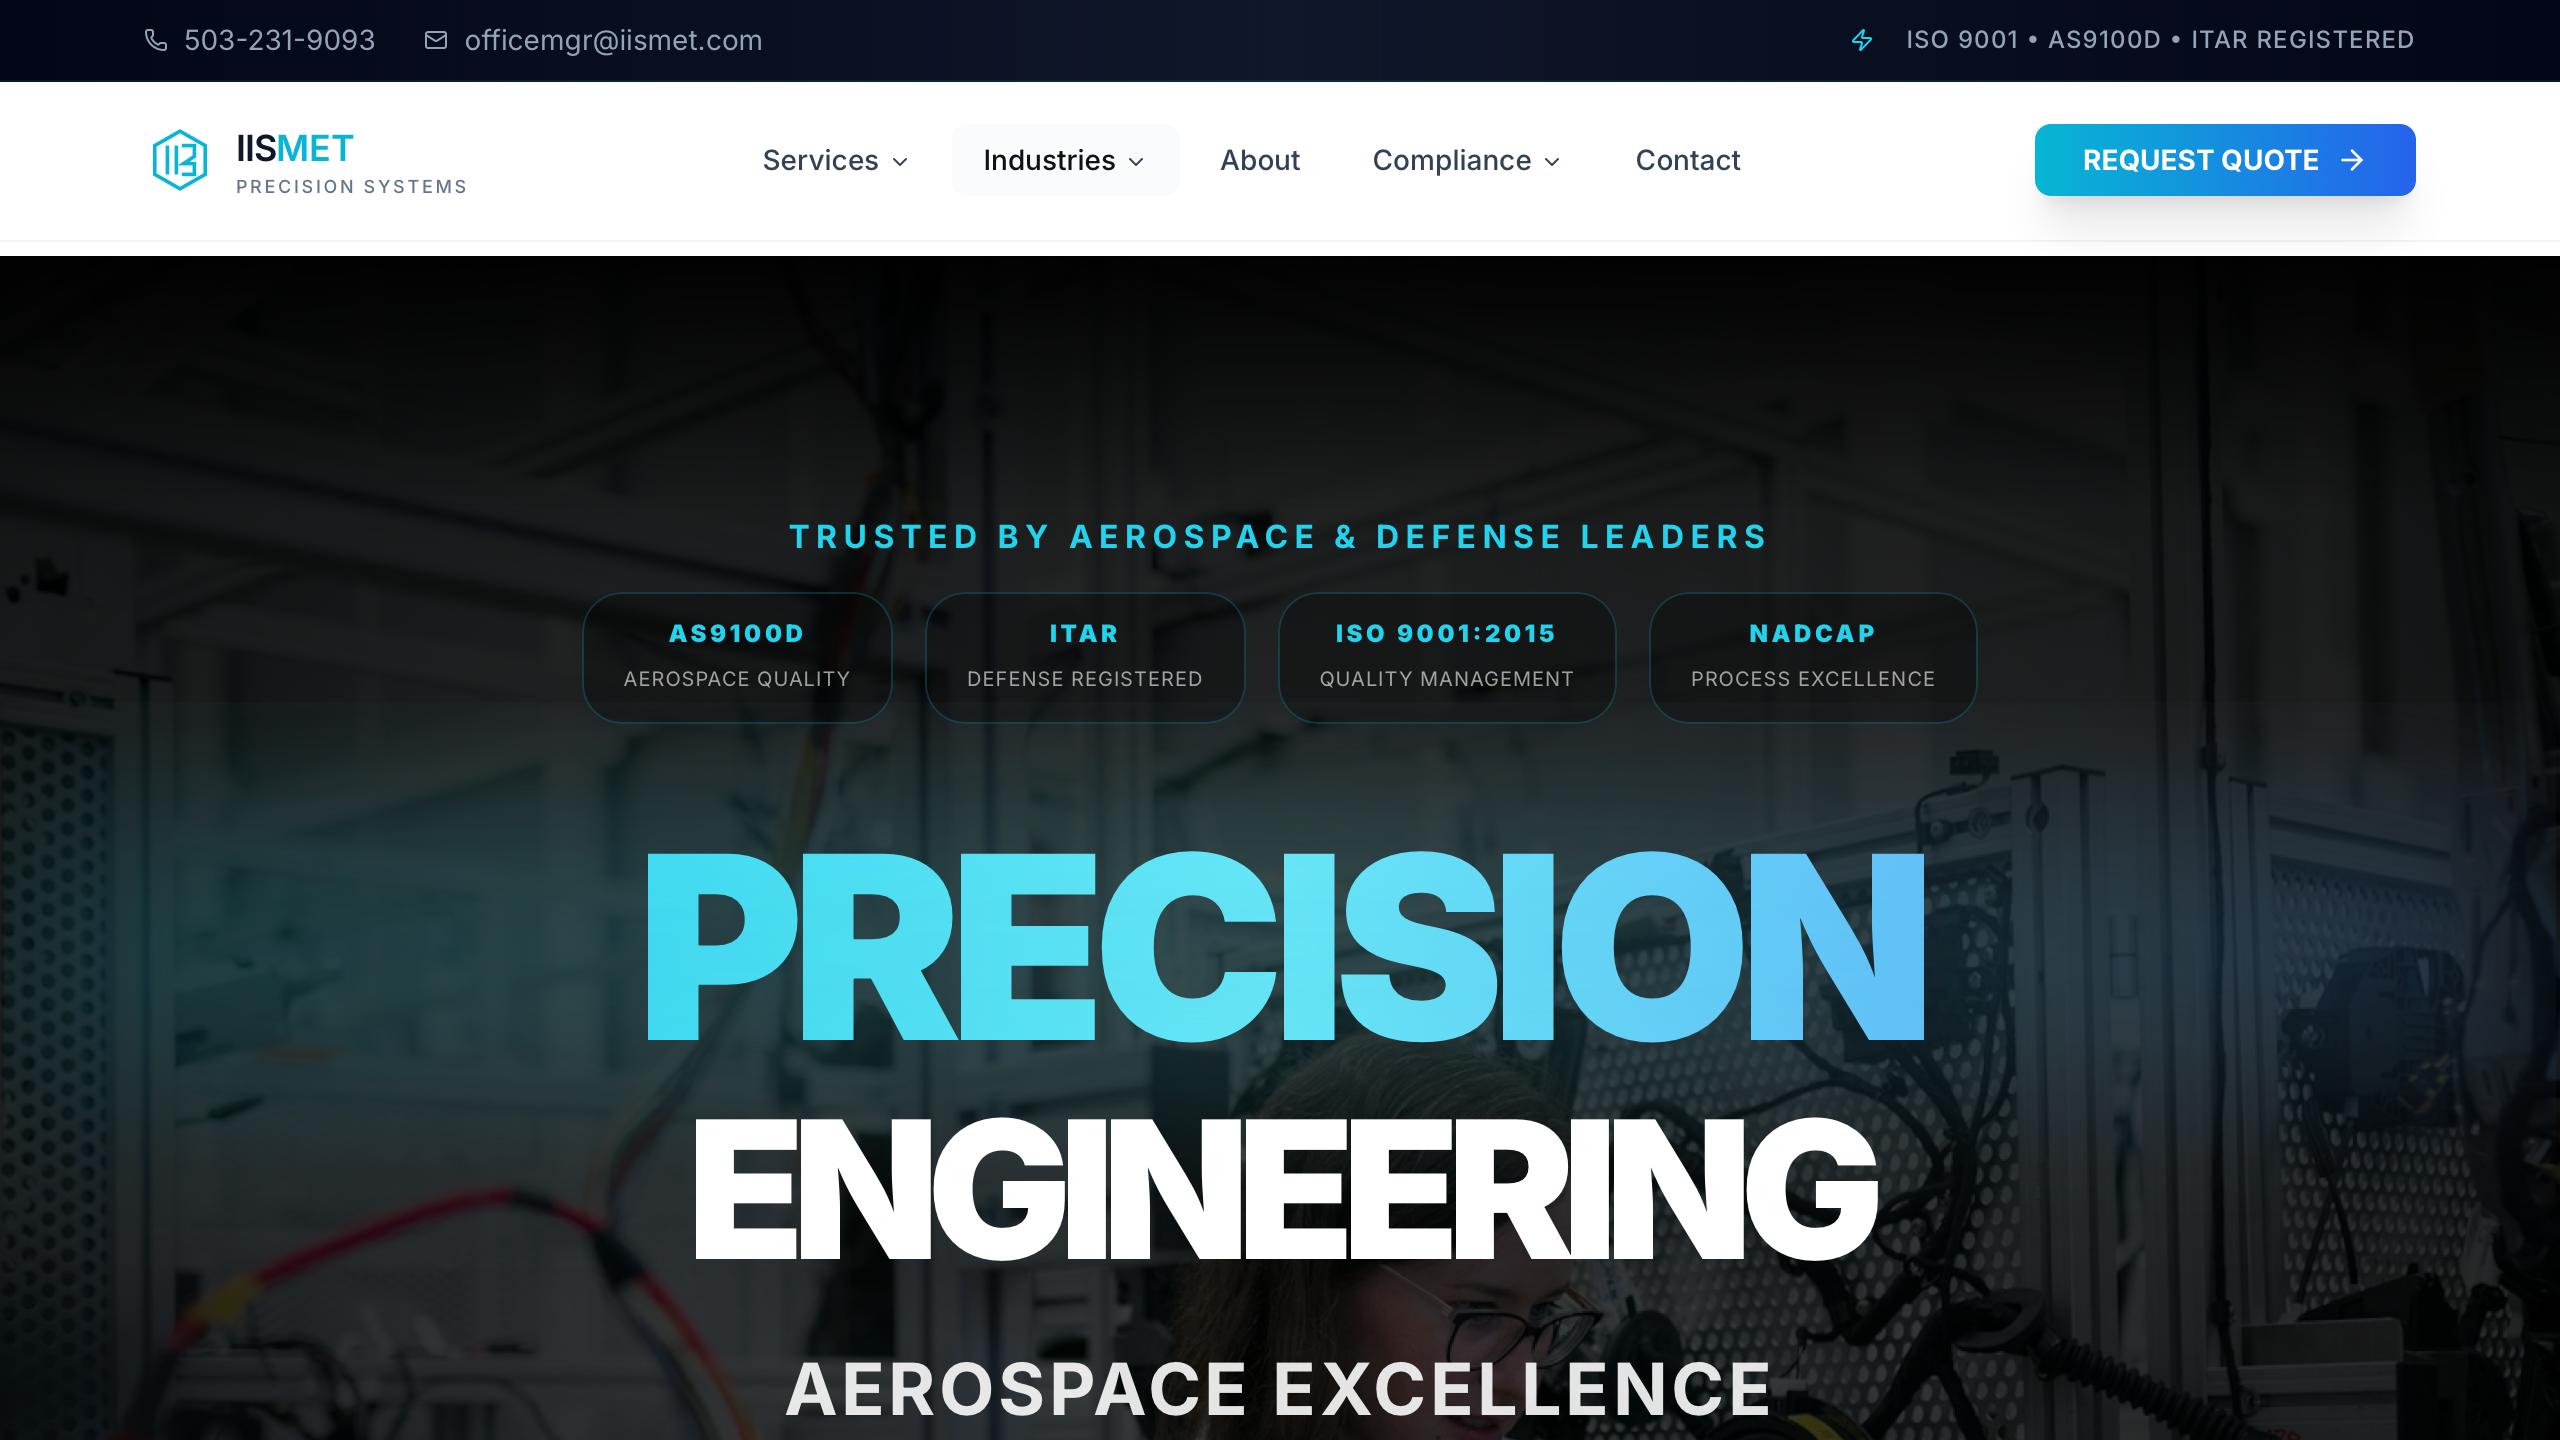 503-231-9093 officemgr@iismet.com ISO 9001 • AS9100D • ITAR REGISTERED
IISMET
PRECISION SYSTEMS
Services Industries About Compliance Contact REQUEST QUOTE
TRUSTED BY AEROSPACE & DEFENSE LEADERS
AS9100D ITAR ISO 9001:2015 NADCAP
AEROSPACE QUALITY DEFENSE REGISTERED QUALITY MANAGEMENT PROCESS EXCELLENCE
PRECISION
ENGINEERING
AEROSPACE EXCELLENCE